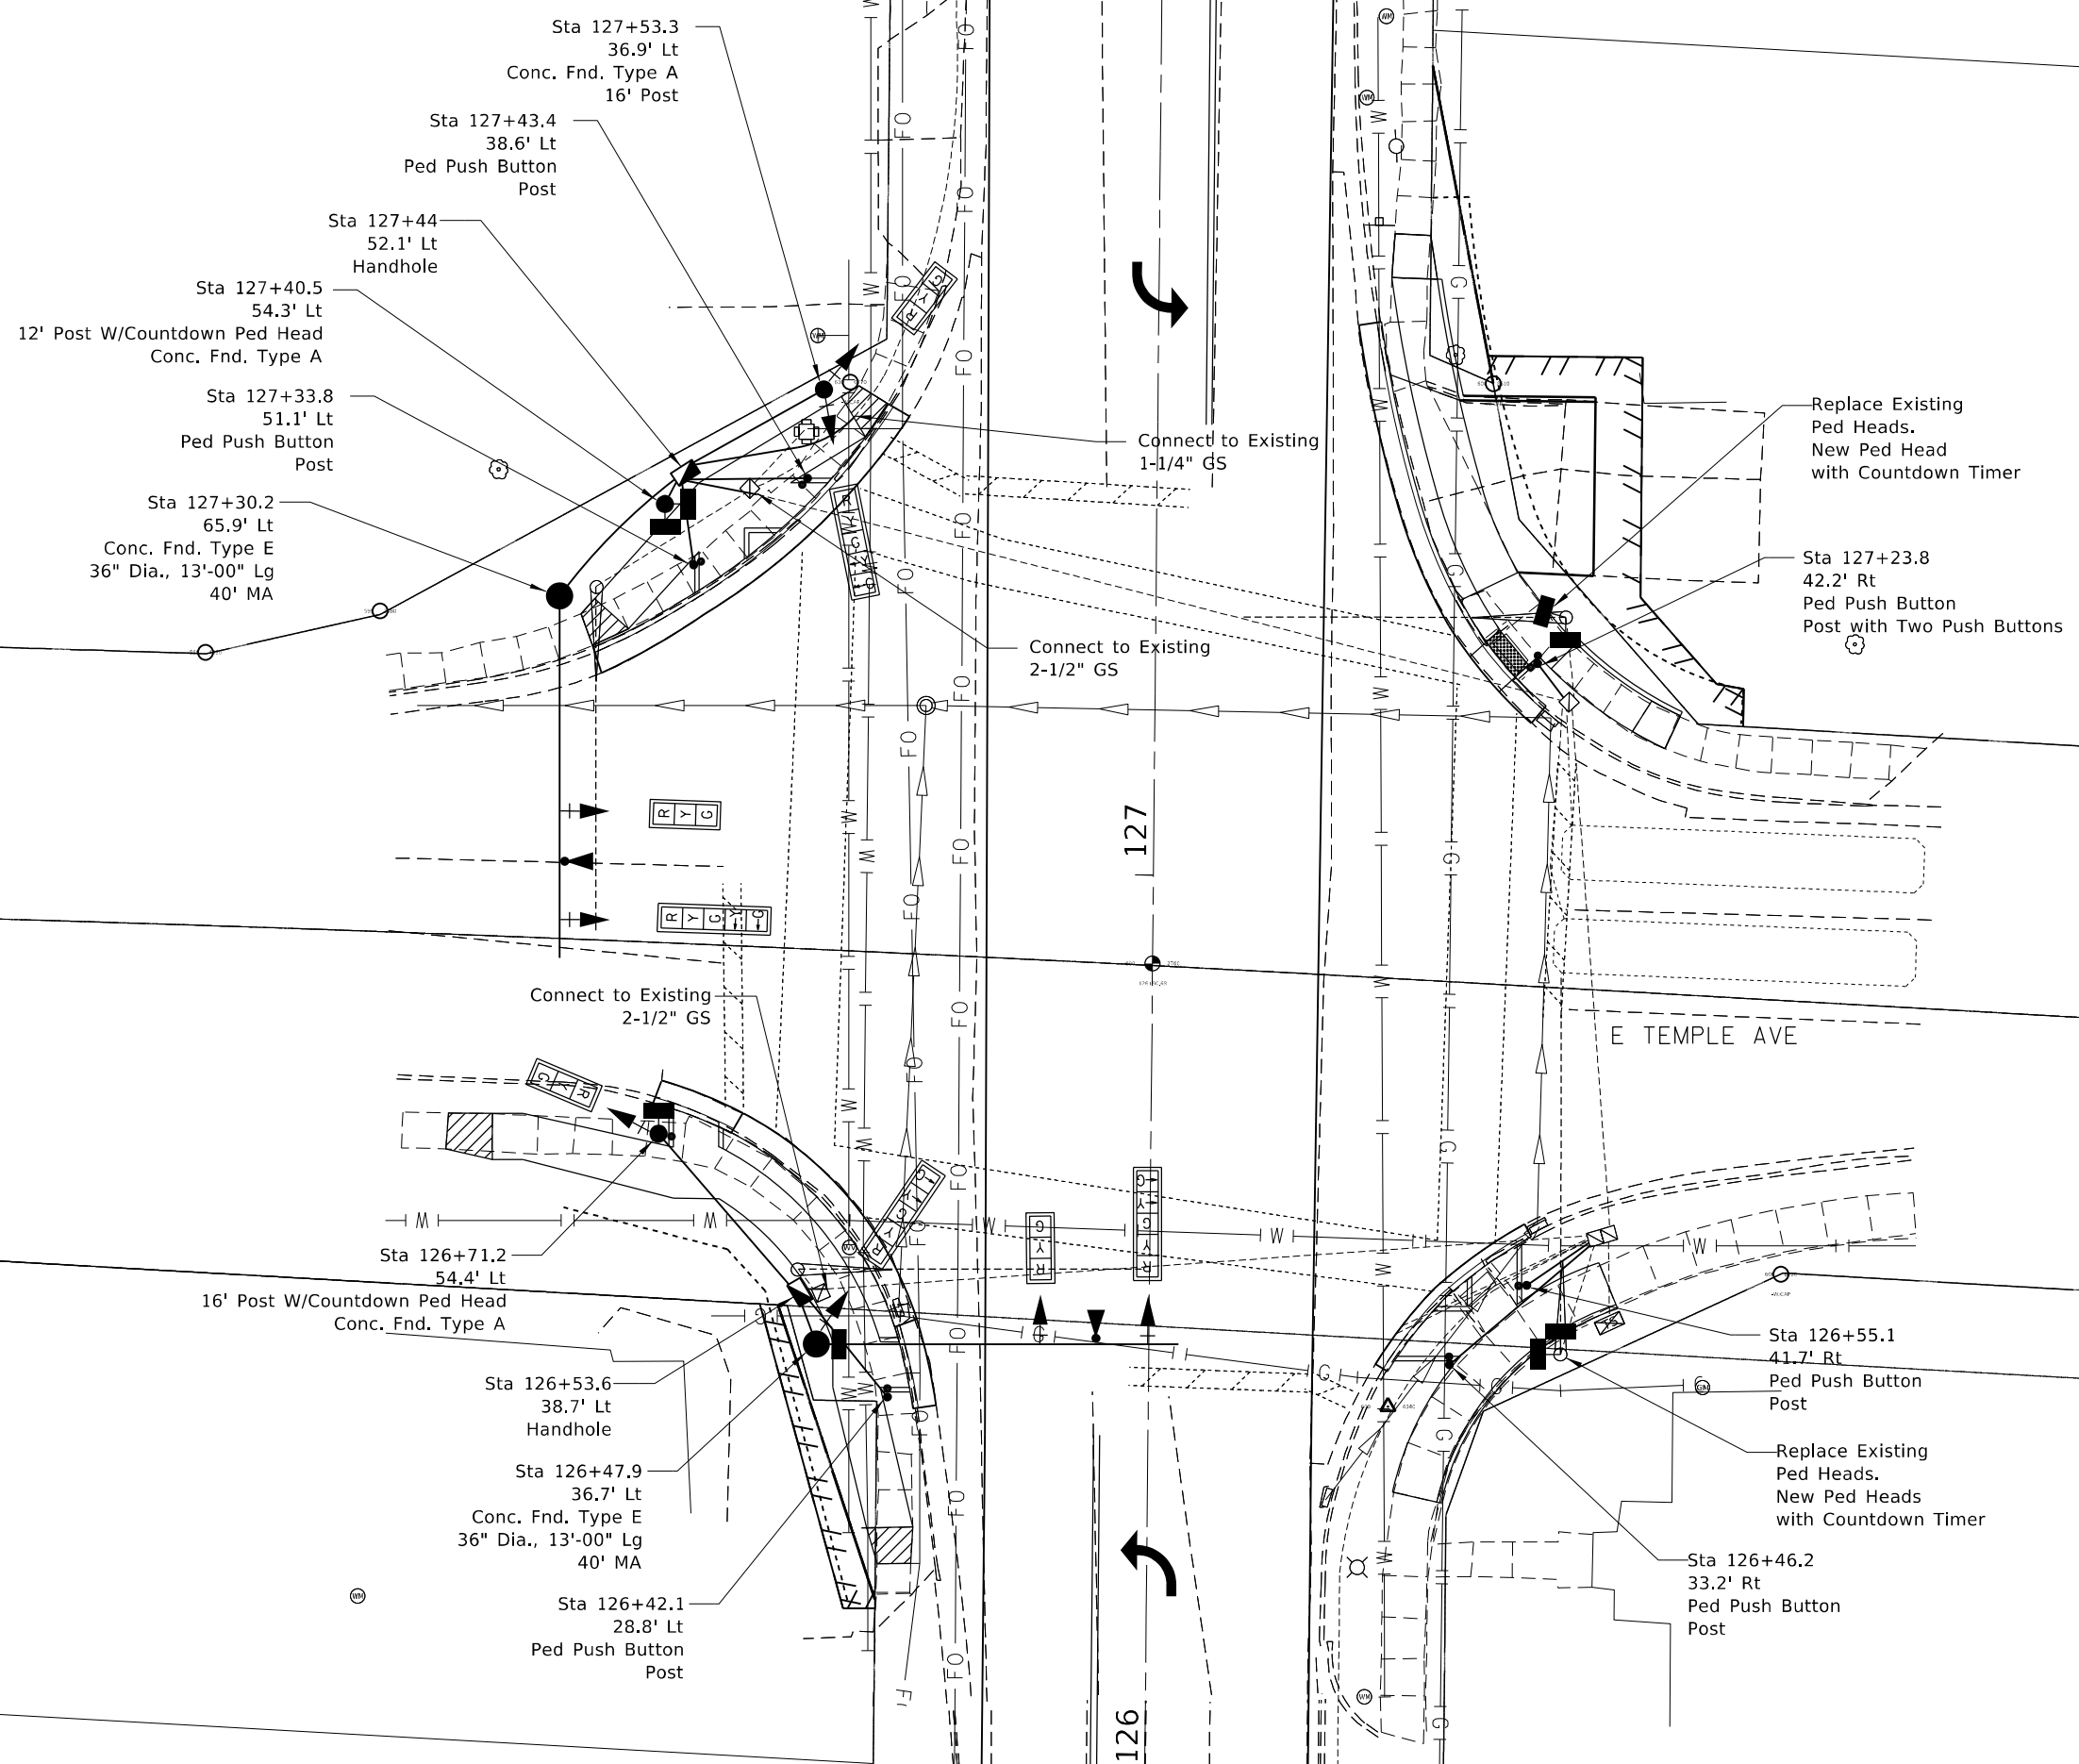 Sta 127+53.3
36.9' Lt
Conc. Fnd. Type A
16' Post
Sta 127+43.4
38.6' Lt
Ped Push Button
Post
Sta 127+44
52.1' Lt
Handhole
Sta 127+40.5
54.3' Lt
12' Post W/Countdown Ped Head
Conc. Fnd. Type A
Sta 127+33.8
51.1' Lt
Ped Push Button
Post
Sta 127+30.2
65.9' Lt
Conc. Fnd. Type E
36" Dia., 13'-00" Lg
40' MA
Connect to Existing
1-1/4" GS
Connect to Existing
2-1/2" GS
Replace Existing
Ped Heads.
New Ped Head
with Countdown Timer
Sta 127+23.8
42.2' Rt
Ped Push Button
Post with Two Push Buttons
127
R Y G
R Y G Y G
Connect to Existing
2-1/2" GS
E TEMPLE AVE
R Y G
R Y G Y G
R Y G
R Y G Y G
Sta 126+71.2
54.4' Lt
16' Post W/Countdown Ped Head
Conc. Fnd. Type A
Sta 126+53.6
38.7' Lt
Handhole
Sta 126+47.9
36.7' Lt
Conc. Fnd. Type E
36" Dia., 13'-00" Lg
40' MA
Sta 126+42.1
28.8' Lt
Ped Push Button
Post
Sta 126+55.1
41.7' Rt
Ped Push Button
Post
Replace Existing
Ped Heads.
New Ped Heads
with Countdown Timer
Sta 126+46.2
33.2' Rt
Ped Push Button
Post
126